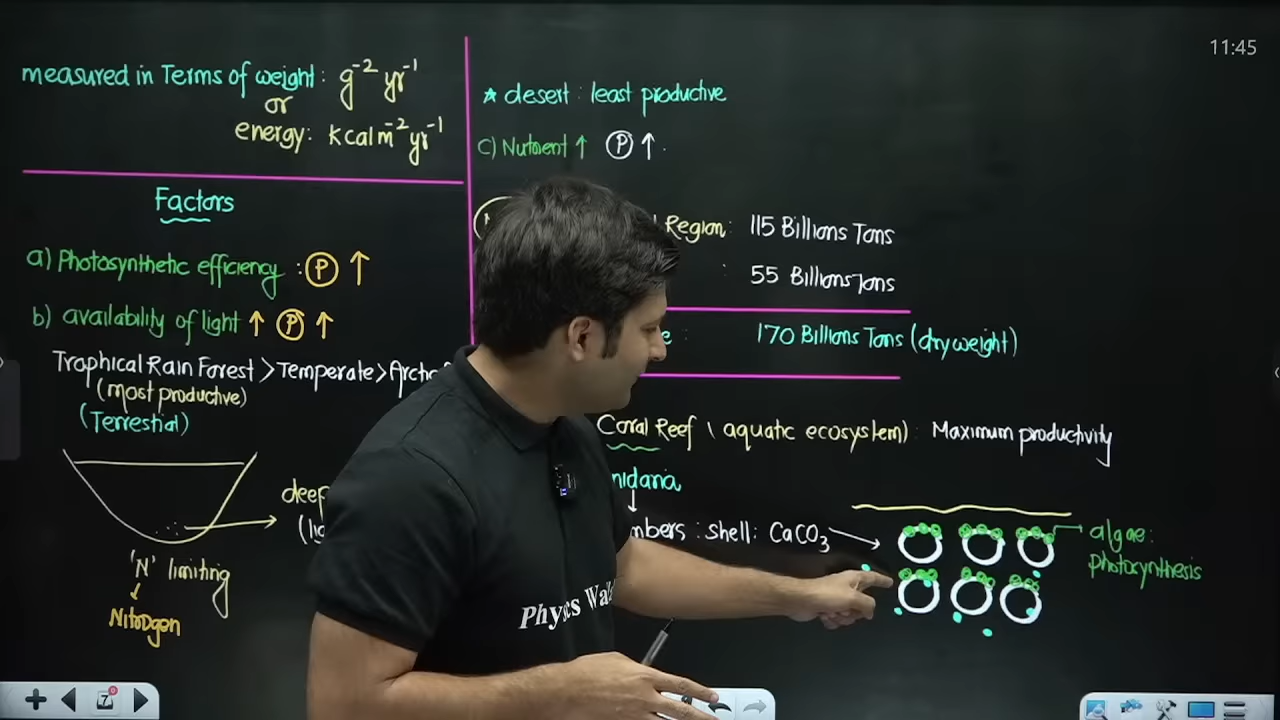 11:45
measured in Terms of weight: g⁻² yr⁻¹
or
energy: kcal m⁻² yr⁻¹
Factors
a) Photosynthetic efficiency : P ↑
b) availability of light ↑ P ↑
Trophical Rain Forest > Temperate >
(most productive)
(Terrestial)
'N' limiting
Nitrogen
* desert : least productive
c) Nutrient ↑ P ↑
Region: 115 Billions Tons
: 55 Billions Tons
: 170 Billions Tons (dry weight)
Coral Reef (aquatic ecosystem): Maximum productivity
shell: CaCO₃
algae:
photosynthesis
Physics Wa
7